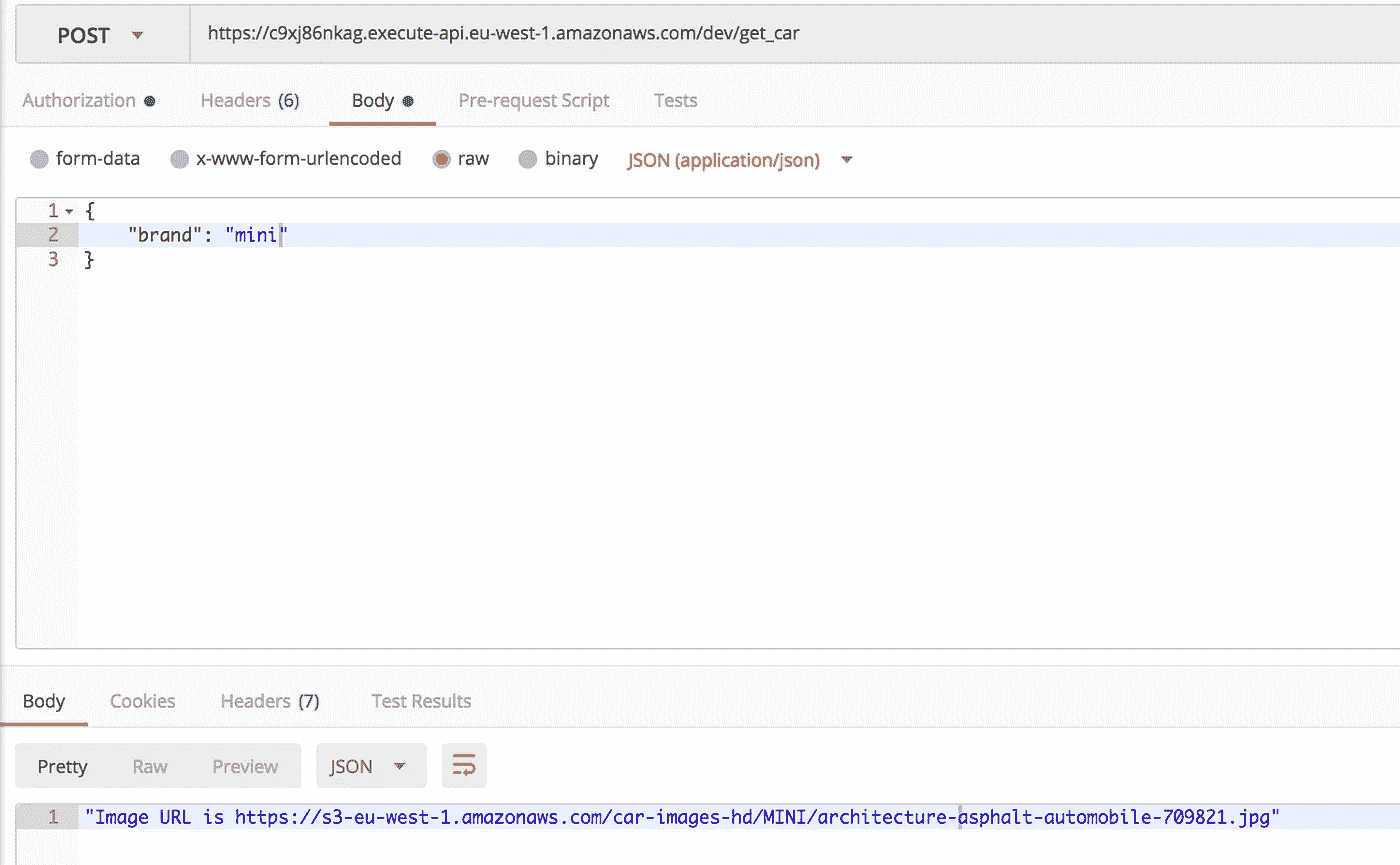 POST https://c9xj86nkag.execute-api.eu-west-1.amazonaws.com/dev/get_car
Authorization Headers (6) Body Pre-request Script Tests
form-data x-www-form-urlencoded raw binary JSON (application/json)
1 {
2 "brand": "mini"
3 }
Body Cookies Headers (7) Test Results
Pretty Raw Preview JSON
1 "Image URL is https://s3-eu-west-1.amazonaws.com/car-images-hd/MINI/architecture-asphalt-automobile-709821.jpg"